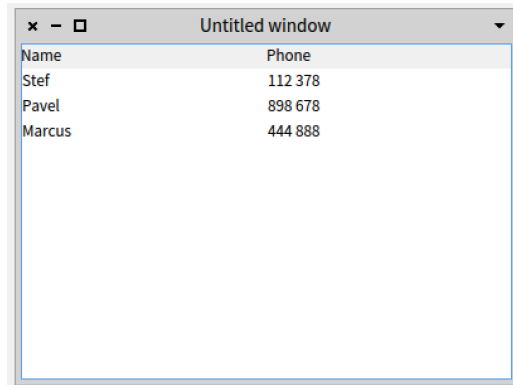 Untitled window
Name Phone
Stef 112 378
Pavel 898 678
Marcus 444 888